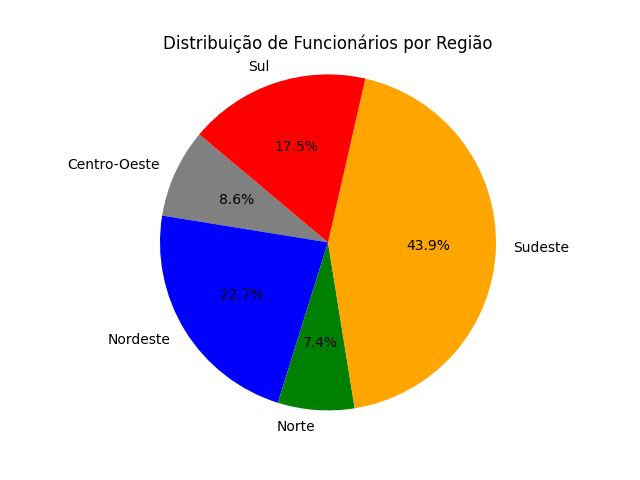 Distribuição de Funcionários por Região
Sul
17.5%
Centro-Oeste
8.6%
43.9%
Sudeste
22.7%
Nordeste
7.4%
Norte